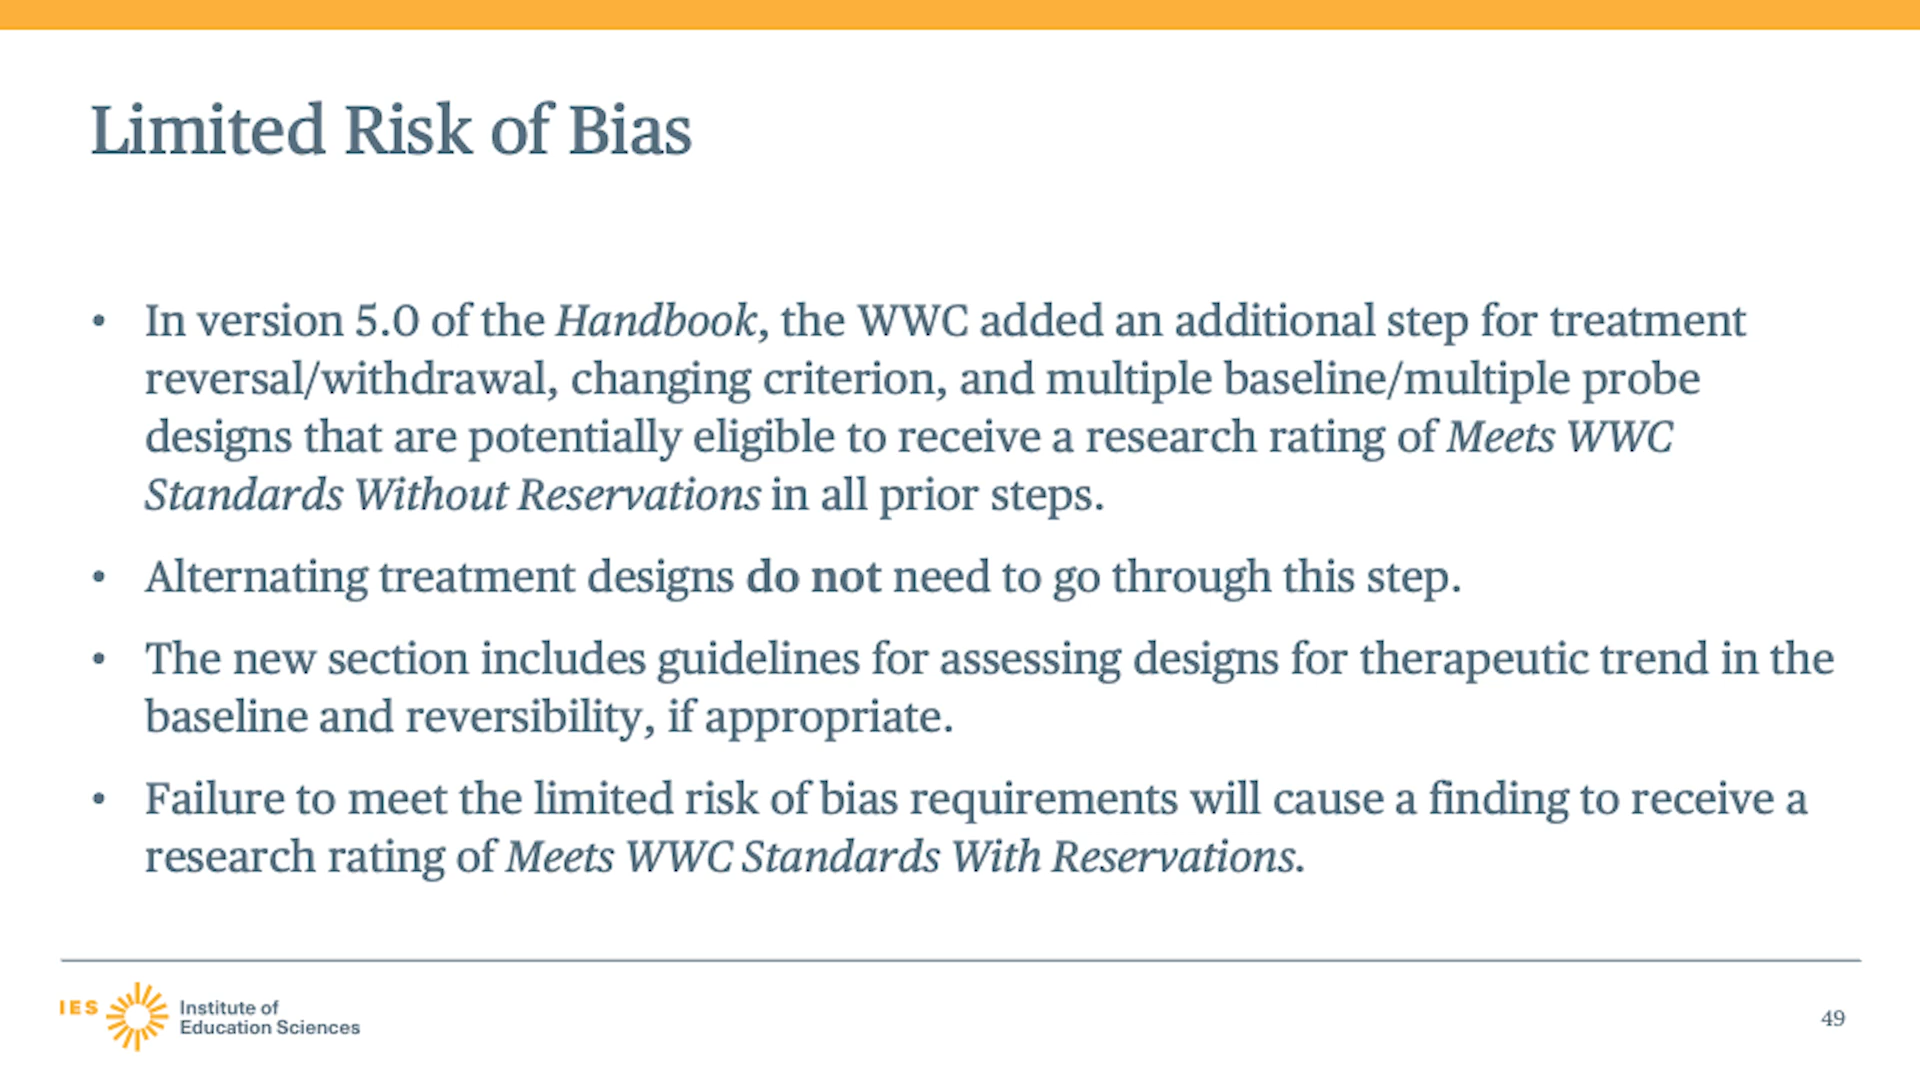 Limited Risk of Bias
• In version 5.0 of the Handbook, the WWC added an additional step for treatment
reversal/withdrawal, changing criterion, and multiple baseline/multiple probe
designs that are potentially eligible to receive a research rating of Meets WWC
Standards Without Reservations in all prior steps.
• Alternating treatment designs do not need to go through this step.
• The new section includes guidelines for assessing designs for therapeutic trend in the
baseline and reversibility, if appropriate.
• Failure to meet the limited risk of bias requirements will cause a finding to receive a
research rating of Meets WWC Standards With Reservations.
IES
Institute of
Education Sciences
49